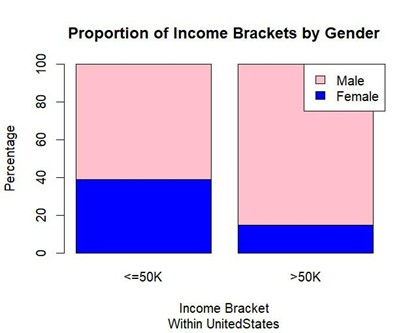 Proportion of Income Brackets by Gender
Percentage
100
80
60
40
20
0
Male
Female
<=50K
>50K
Income Bracket
Within UnitedStates